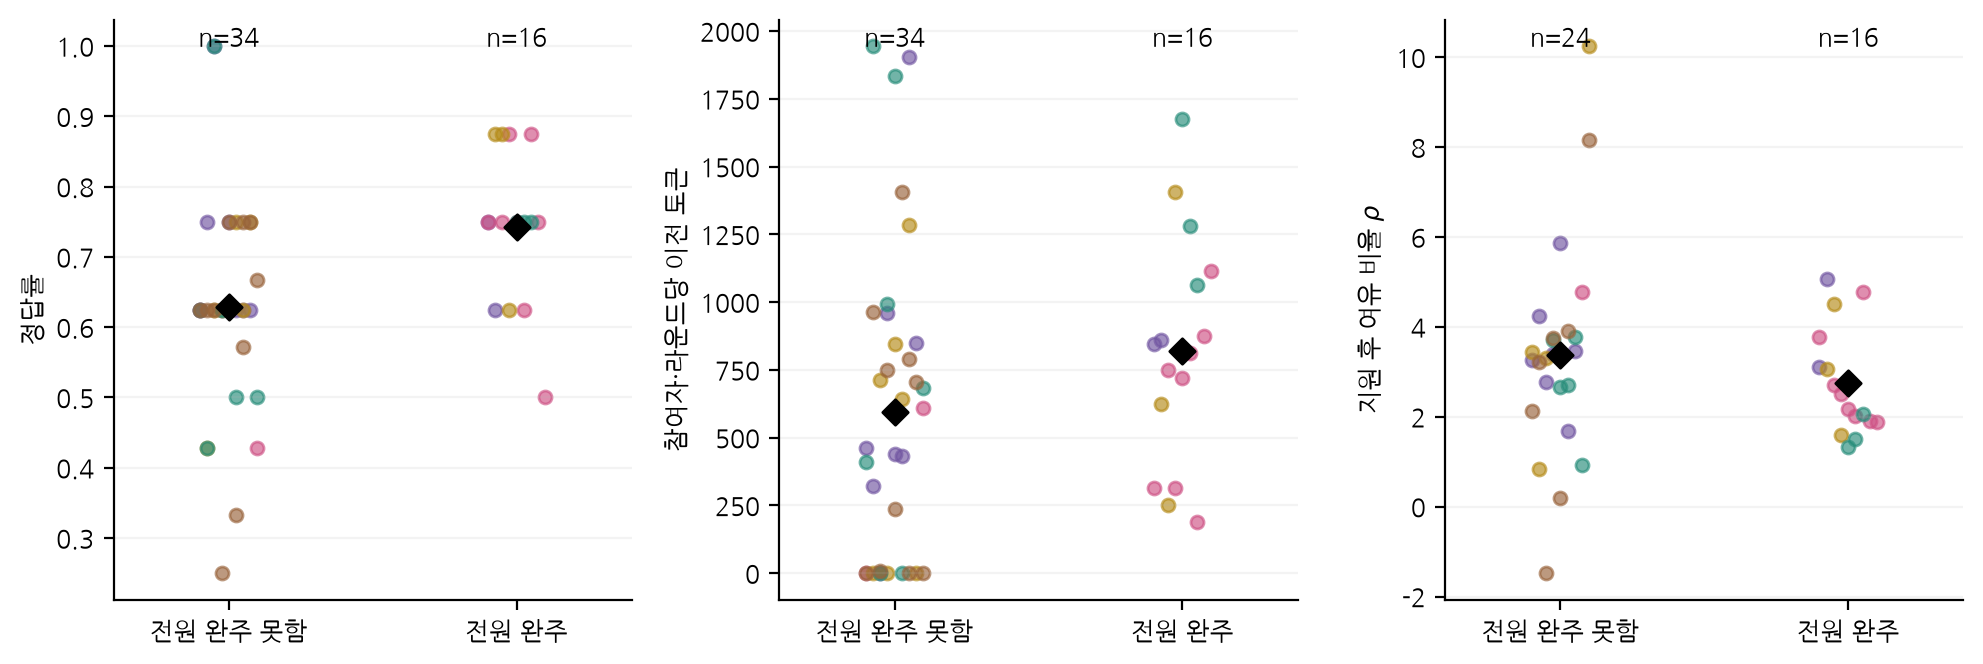 정답률
1.0
0.9
0.8
0.7
0.6
0.5
0.4
0.3
n=34
n=16
전원 완주 못함
전원 완주
참여자·라운드당 이전 토큰
2000
1750
1500
1250
1000
750
500
250
0
n=34
n=16
전원 완주 못함
전원 완주
지원 후 여유 비율 ρ
10
8
6
4
2
0
-2
n=24
n=16
전원 완주 못함
전원 완주